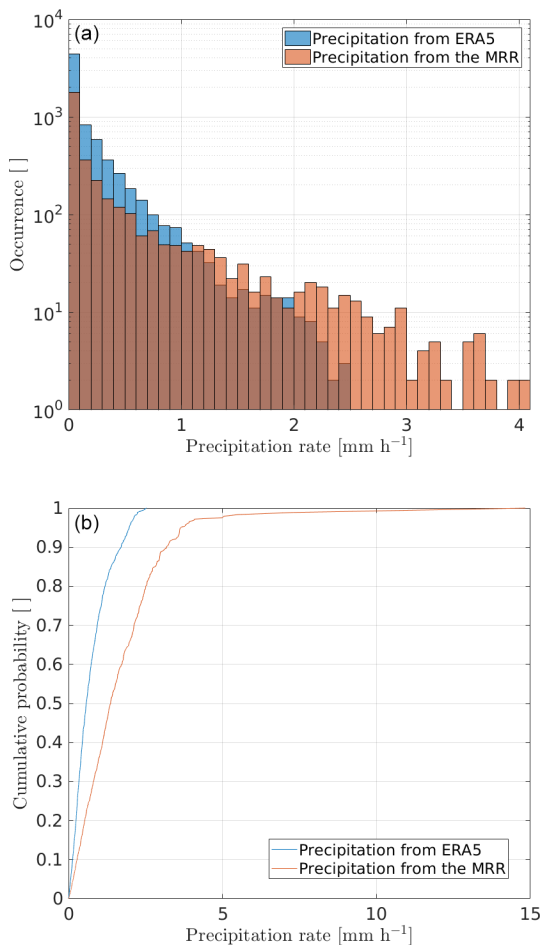 (a)
Precipitation from ERA5
Precipitation from the MRR
10^4
10^3
10^2
10^1
10^0
Occurrence [ ]
0 1 2 3 4
Precipitation rate [mm h^−1]
(b)
1
0.9
0.8
0.7
0.6
0.5
0.4
0.3
0.2
0.1
0
Cumulative probability [ ]
Precipitation from ERA5
Precipitation from the MRR
0 5 10 15
Precipitation rate [mm h^−1]